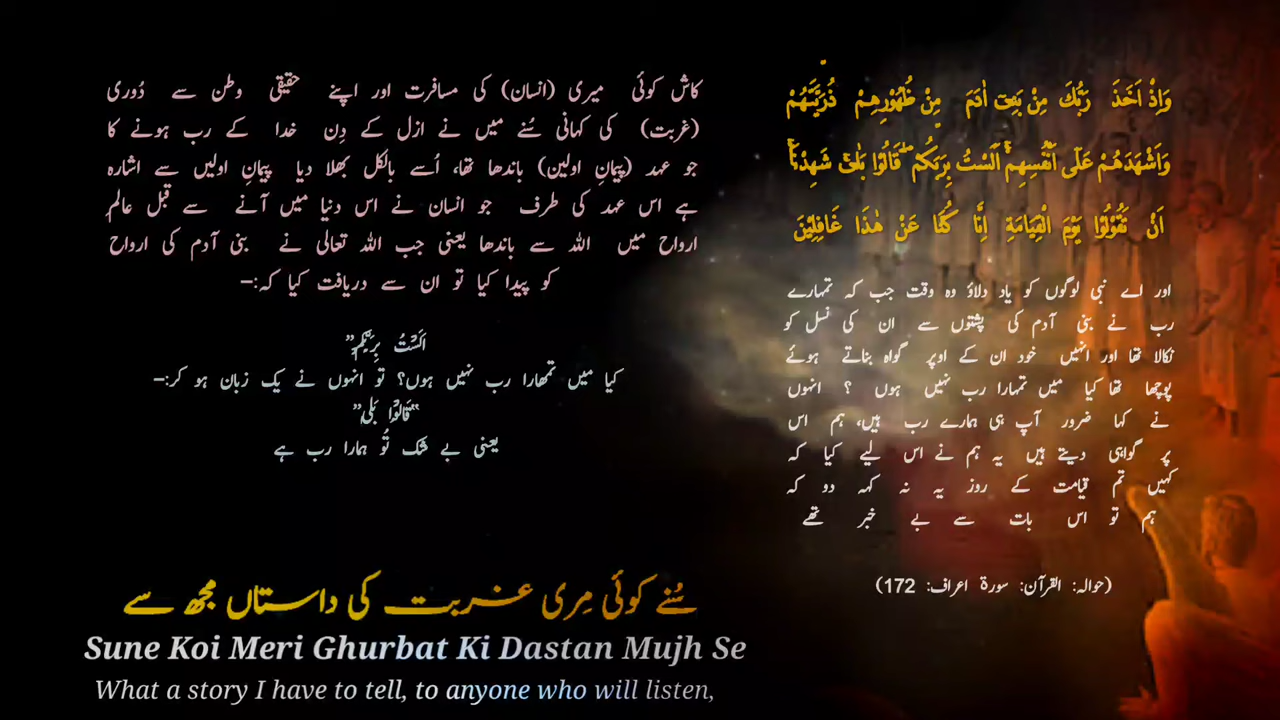 کاش کوئی میری (انسان) کی مسافرت اور اپنے حقیقی وطن سے دُوری
(غربت) کی کہانی سُنے میں نے ازل کے دِن خدا کے رب ہونے کا
جو عہد (پیمانِ اولین) باندھا تھا، اُسے بالکل بھلا دیا پیمانِ اولیں سے اشارہ
ہے اس عہد کی طرف جو انسان نے اس دنیا میں آنے سے قبل عالمِ
ارواح میں اللہ سے باندھا یعنی جب اللہ تعالی نے بنی آدم کی ارواح
کو پیدا کیا تو ان سے دریافت کیا کہ:–
اَلَسْتُ بِرَبِّكُمْ”
کیا میں تمھارا رب نہیں ہوں؟ تو انہوں نے یک زبان ہو کر:–
“قَالُوْا بَلٰی”
یعنی بے شک تُو ہمارا رب ہے
وَاِذْ اَخَذَ رَبُّكَ مِنْ بَنِيْٓ اٰدَمَ مِنْ ظُهُوْرِهِمْ ذُرِّيَّتَهُمْ
وَاَشْهَدَهُمْ عَلٰٓى اَنْفُسِهِمْ ۚ اَلَسْتُ بِرَبِّكُمْ ۖ قَالُوْا بَلٰى ۚ شَهِدْنَا ۚ
اَنْ تَقُوْلُوْا يَوْمَ الْقِيَامَةِ اِنَّا كُنَّا عَنْ هٰذَا غَافِلِيْنَ
اور اے نبی لوگوں کو یاد دلاؤ وہ وقت جب کہ تمہارے
رب نے بنی آدم کی پشتوں سے ان کی نسل کو
نکالا تھا اور انہیں خود ان کے اوپر گواہ بناتے ہوئے
پوچھا تھا کیا میں تمہارا رب نہیں ہوں ؟ انہوں
نے کہا ضرور آپ ہی ہمارے رب ہیں، ہم اس
پر گواہی دیتے ہیں یہ ہم نے اس لیے کیا کہ
کہیں تم قیامت کے روز یہ نہ کہہ دو کہ
ہم تو اس بات سے بے خبر تھے
(حوالہ: القرآن: سورۃ اعراف: 172)
سُنے کوئی مِری غربت کی داستاں مجھ سے
Sune Koi Meri Ghurbat Ki Dastan Mujh Se
What a story I have to tell, to anyone who will listen,